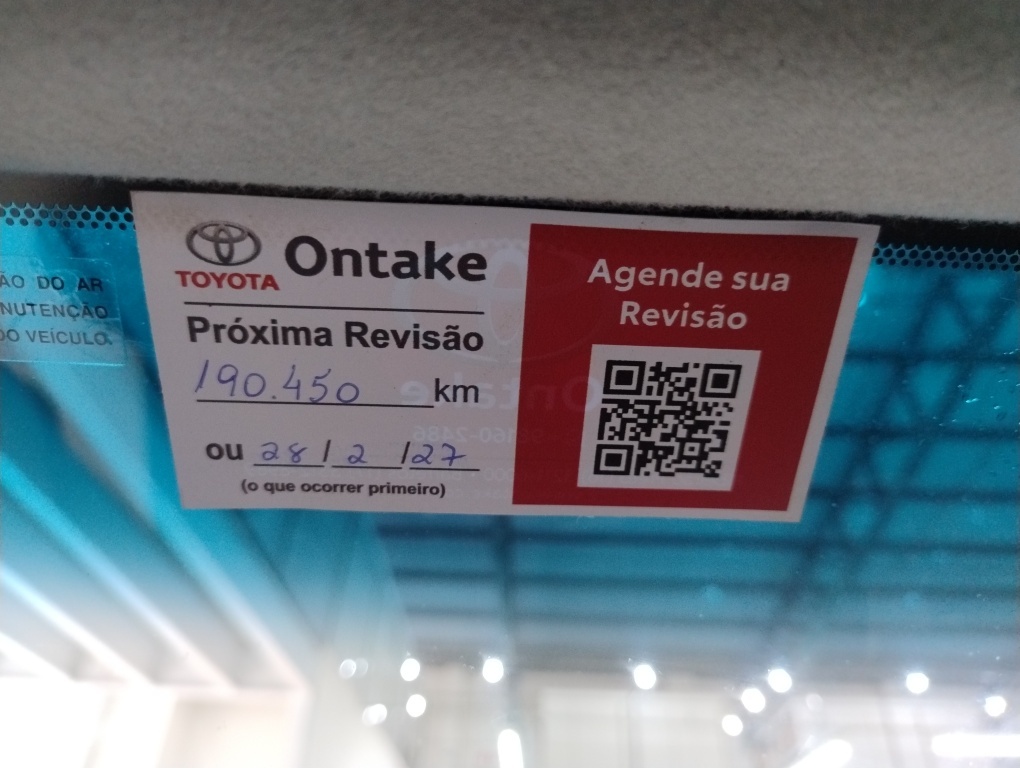 ÃO DO AR
NUTENÇÃO
DO VEÍCULO.
TOYOTA
Ontake
Próxima Revisão
190.450 km
ou 28/2/27
(o que ocorrer primeiro)
Agende sua
Revisão
Ontake